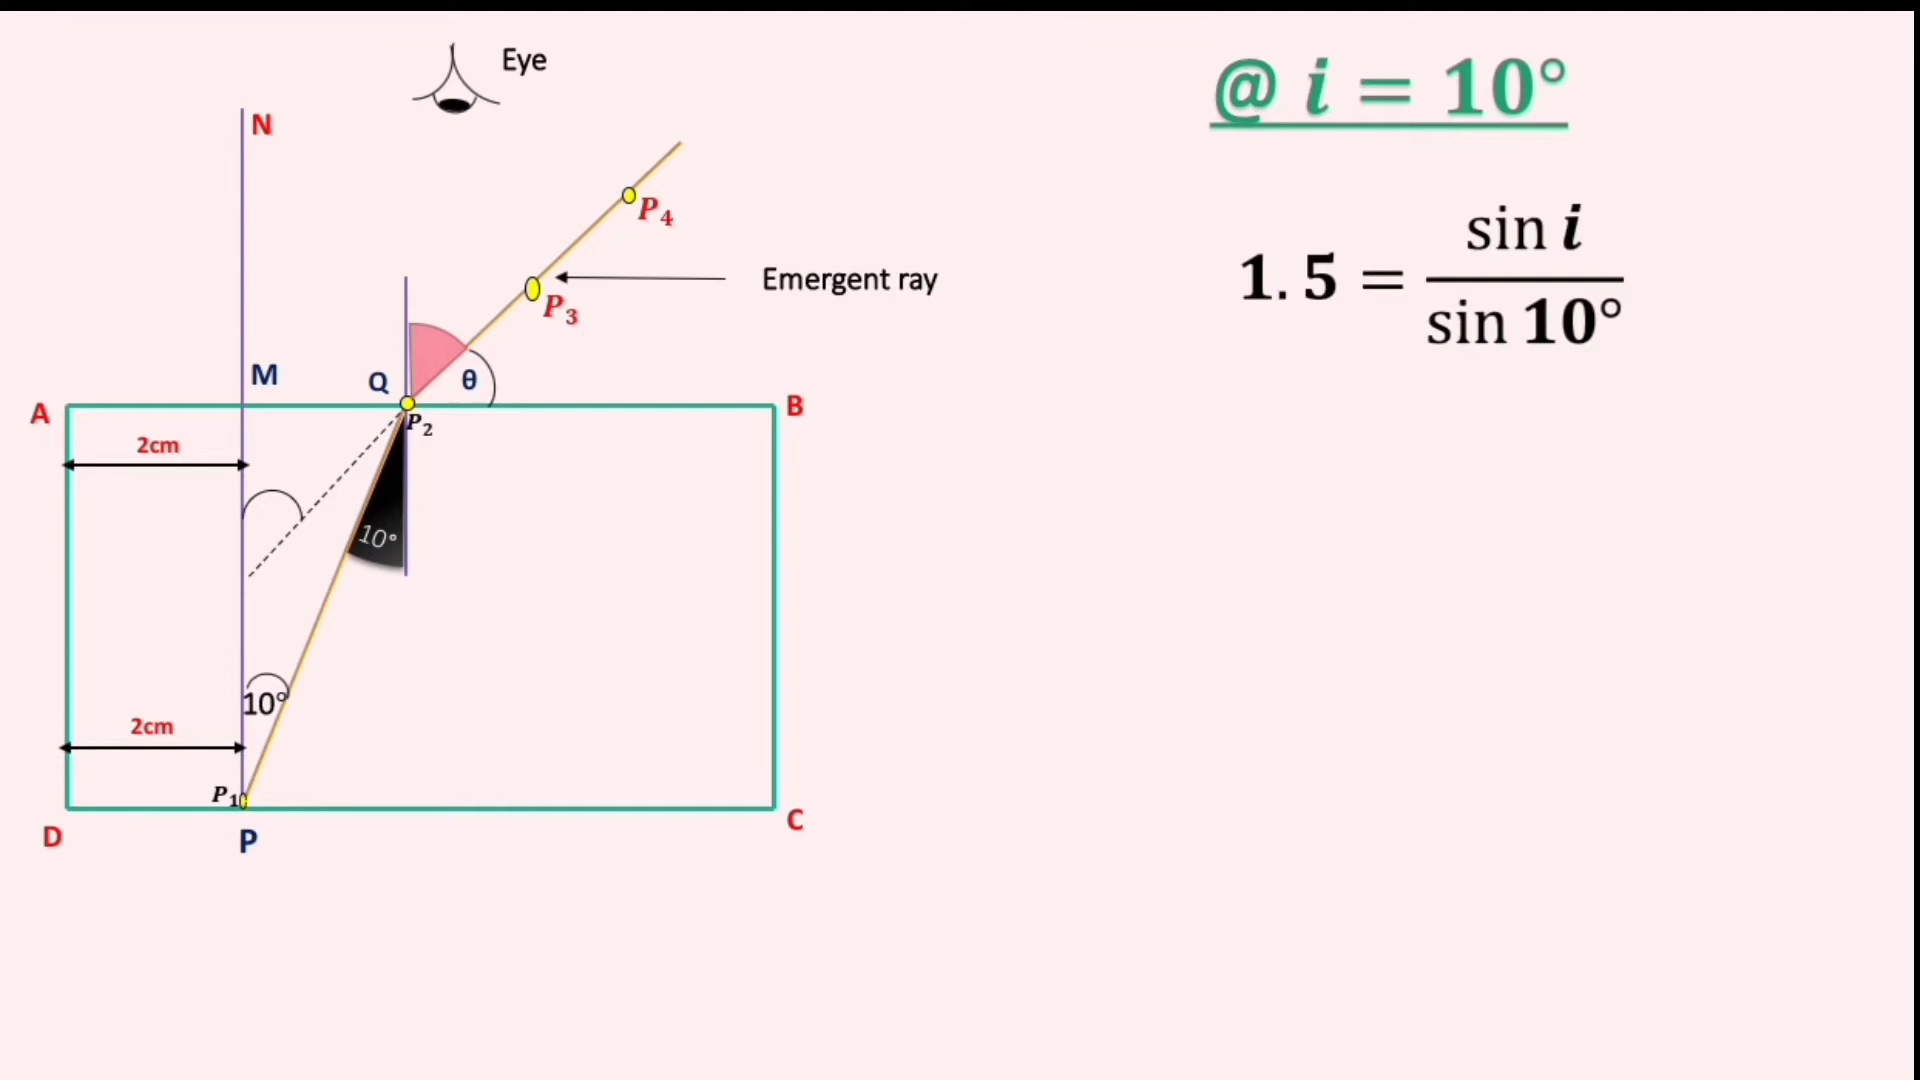 Eye
N
@ i = 10°
P4
1.5 = sin i / sin 10°
Emergent ray
P3
M
Q
θ
A
B
P2
2cm
10°
10°
2cm
P1
D
P
C